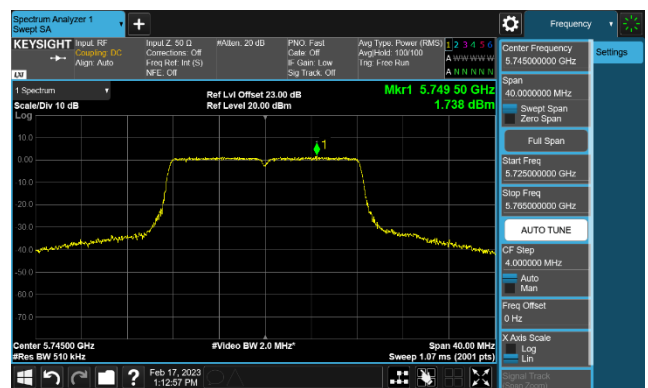 Spectrum Analyzer 1
Swept SA
+
Frequency
KEYSIGHT Input: RF
Coupling: DC
Align: Auto
Input Z: 50 Ω
Corrections: Off
Freq Ref: Int (S)
NFE: Off
#Atten: 20 dB
PNO: Fast
Gate: Off
IF Gain: Low
Sig Track: Off
Avg Type: Power (RMS)
Avg|Hold: 100/100
Trig: Free Run
1 2 3 4 5 6
A W W W W W
A N N N N N
LXI
1 Spectrum
Scale/Div 10 dB
Log
Ref Lvl Offset 23.00 dB
Ref Level 20.00 dBm
Mkr1 5.749 50 GHz
1.738 dBm
1
10.0
0.00
10.0
20.0
30.0
40.0
-50.0
60.0
70.0
Center 5.74500 GHz
#Res BW 510 kHz
#Video BW 2.0 MHz*
Span 40.00 MHz
Sweep 1.07 ms (2001 pts)
Center Frequency
5.745000000 GHz
Span
40.0000000 MHz
Swept Span
Zero Span
Full Span
Start Freq
5.725000000 GHz
Stop Freq
5.765000000 GHz
AUTO TUNE
CF Step
4.000000 MHz
Auto
Man
Freq Offset
0 Hz
X Axis Scale
Log
Lin
Signal Track
(Span Zoom)
Settings
?
Feb 17, 2023
1:12:57 PM